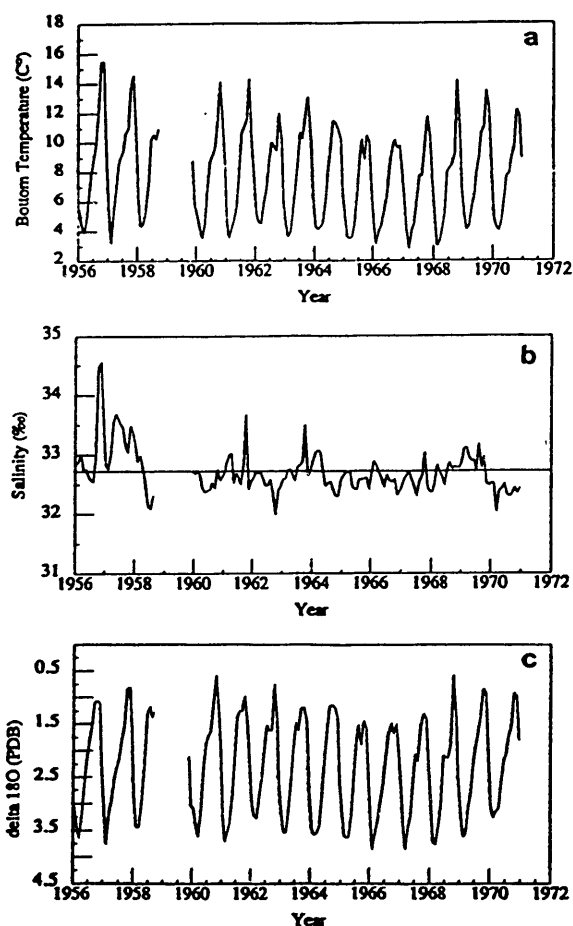 a
Bottom Temperature (C°)
18
16
14
12
10
8
6
4
2
1956 1958 1960 1962 1964 1966 1968 1970 1972
Year
b
Salinity (‰)
35
34
33
32
31
1956 1958 1960 1962 1964 1966 1968 1970 1972
Year
c
delta 18O (PDB)
0.5
1.5
2.5
3.5
4.5
1956 1958 1960 1962 1964 1966 1968 1970 1972
Year